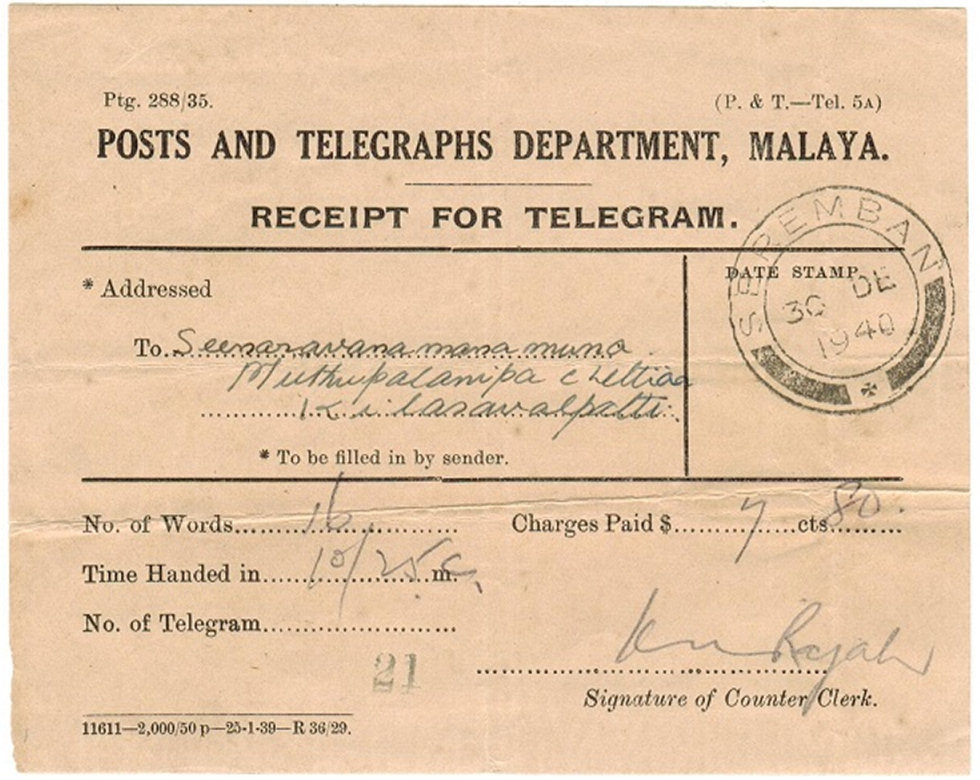 Ptg. 288/35. (P. & T.—Tel. 5A)
POSTS AND TELEGRAPHS DEPARTMENT, MALAYA.
RECEIPT FOR TELEGRAM.
* Addressed
DATE STAMP
SEREMBAN
30 DE
1940
To Seenaravana mana muna
Muthupalanipa chettiar
Kilasavalpatti.
* To be filled in by sender.
No. of Words 16 Charges Paid $ 7 cts 80.
Time Handed in 10/25 m.
No. of Telegram
21
Rajah
Signature of Counter Clerk.
11611—2,000/50 p—25-1-39—R 36/29.